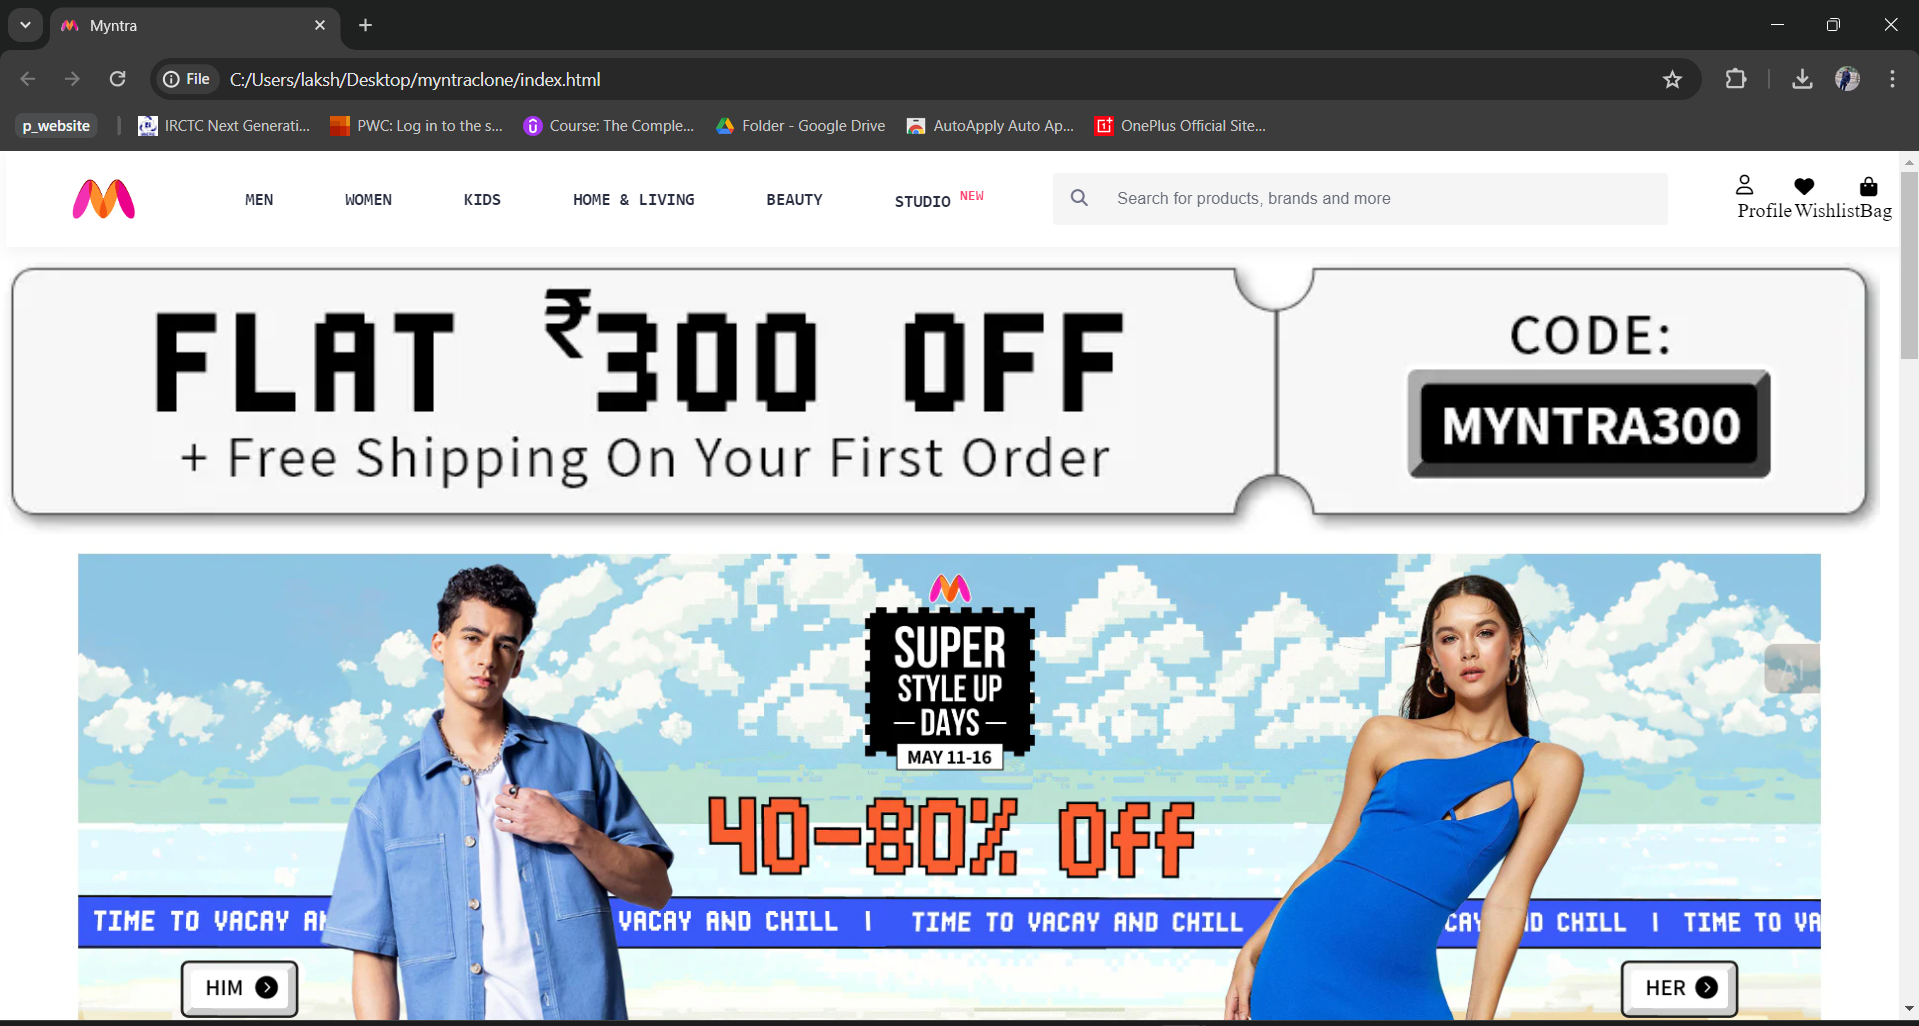 Myntra
File C:/Users/laksh/Desktop/myntraclone/index.html
p_website IRCTC Next Generati... PWC: Log in to the s... Course: The Comple... Folder - Google Drive AutoApply Auto Ap... OnePlus Official Site...
MEN WOMEN KIDS HOME & LIVING BEAUTY STUDIO NEW Search for products, brands and more
Profile Wishlist Bag
FLAT ₹300 OFF
+ Free Shipping On Your First Order
CODE:
MYNTRA300
SUPER
STYLE UP
— DAYS —
MAY 11-16
40-80% Off
TIME TO VACAY AN VACAY AND CHILL | TIME TO VACAY AND CHILL CAY D CHILL | TIME TO VA
HIM
HER
AI